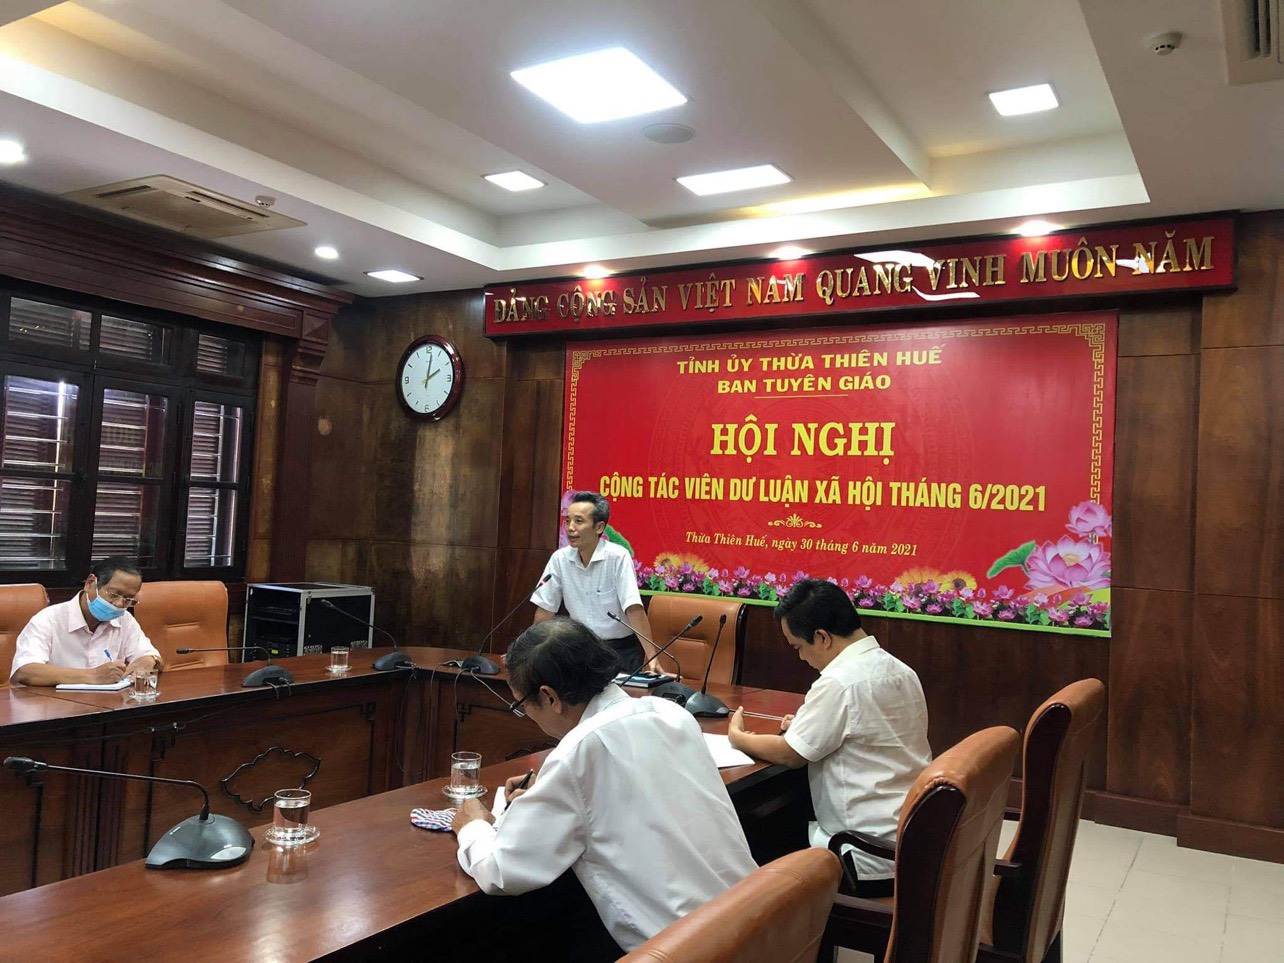 ĐẢNG CỘNG SẢN VIỆT NAM QUANG VINH MUÔN NĂM
TỈNH ỦY THỪA THIÊN HUẾ
BAN TUYÊN GIÁO
HỘI NGHỊ
CỘNG TÁC VIÊN DƯ LUẬN XÃ HỘI THÁNG 6/2021
Thừa Thiên Huế, ngày 30 tháng 6 năm 2021